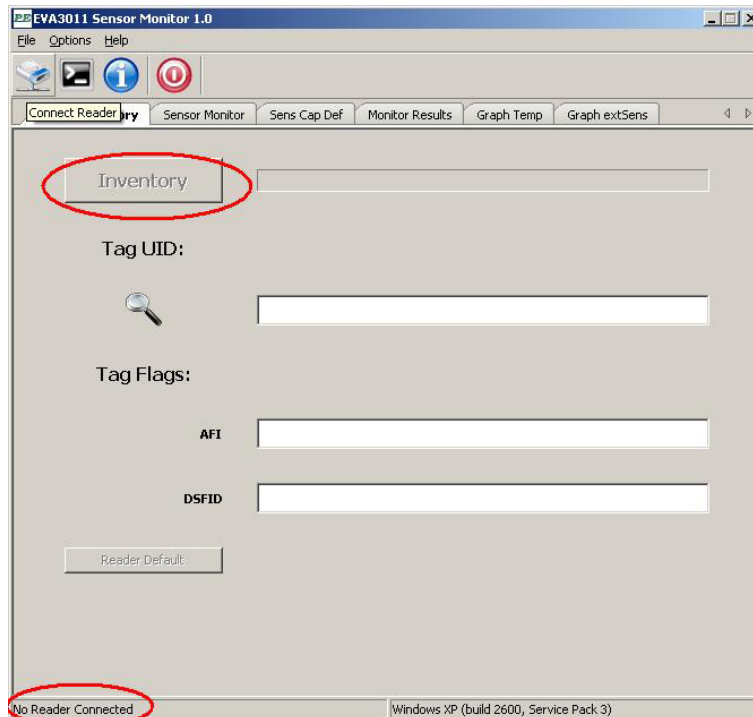 EVA3011 Sensor Monitor 1.0
File Options Help
Connect Reader ory Sensor Monitor Sens Cap Def Monitor Results Graph Temp Graph extSens
Inventory
Tag UID:
Tag Flags:
AFI
DSFID
Reader Default
No Reader Connected Windows XP (build 2600, Service Pack 3)